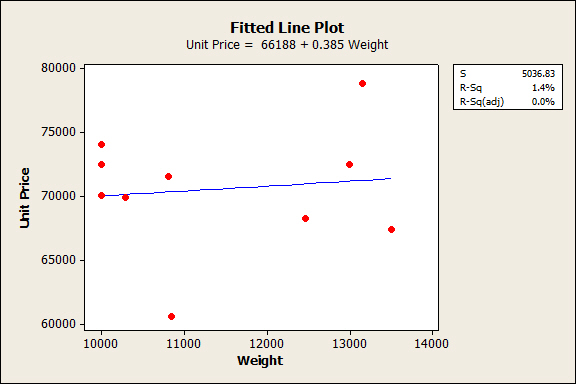 Fitted Line Plot
Unit Price = 66188 + 0.385 Weight
S 5036.83
R-Sq 1.4%
R-Sq(adj) 0.0%
80000
75000
70000
65000
60000
Unit Price
10000 11000 12000 13000 14000
Weight